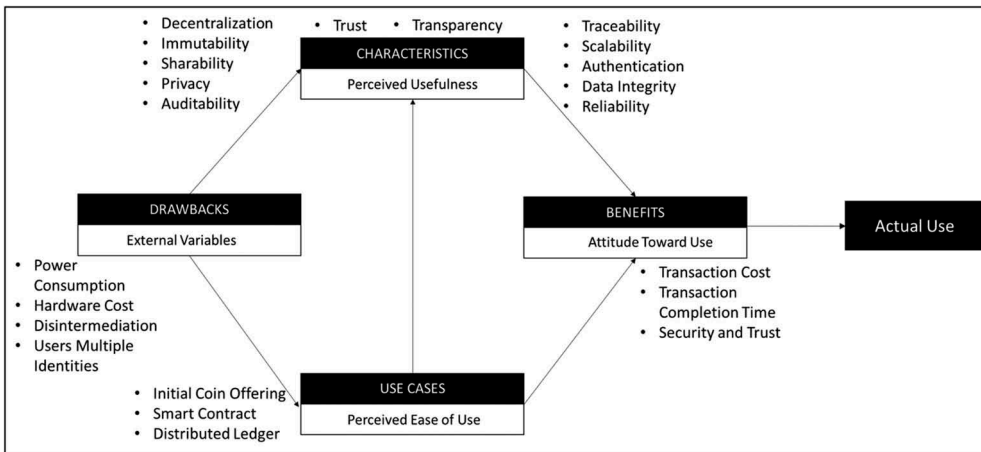 • Decentralization
• Immutability
• Sharability
• Privacy
• Auditability
• Trust
• Transparency
• Traceability
• Scalability
• Authentication
• Data Integrity
• Reliability
CHARACTERISTICS
Perceived Usefulness
DRAWBACKS
External Variables
BENEFITS
Attitude Toward Use
Actual Use
• Power
Consumption
• Hardware Cost
• Disintermediation
• Users Multiple
Identities
• Transaction Cost
• Transaction
Completion Time
• Security and Trust
• Initial Coin Offering
• Smart Contract
• Distributed Ledger
USE CASES
Perceived Ease of Use